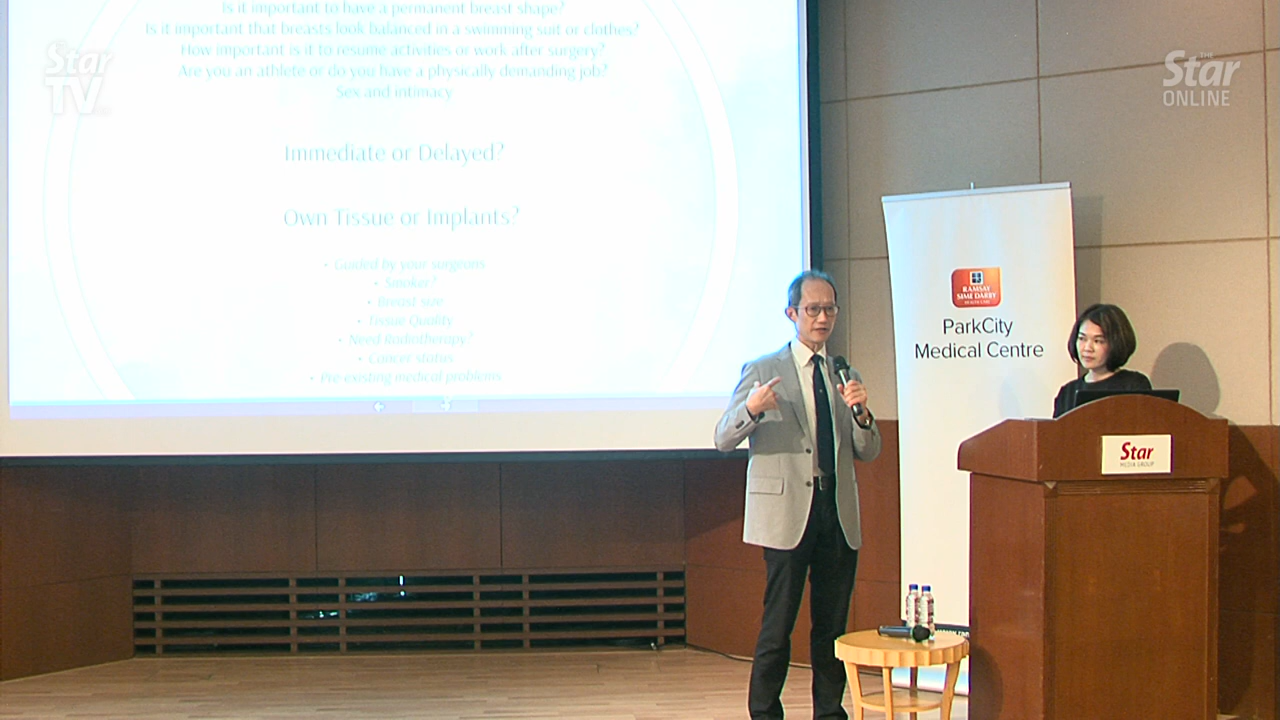 Is it important to have a permanent breast shape?
Is it important that breasts look balanced in a swimming suit or clothes?
How important is it to resume activities or work after surgery?
Are you an athlete or do you have a physically demanding job?
Sex and intimacy
Immediate or Delayed?
Own Tissue or Implants?
• Guided by your surgeons
• Smoker?
• Breast size
• Tissue Quality
• Need Radiotherapy?
• Cancer status
• Pre-existing medical problems
Star
TV
THE
Star
ONLINE
RAMSAY
SIME DARBY
HEALTH CARE
ParkCity
Medical Centre
Star
MEDIA GROUP